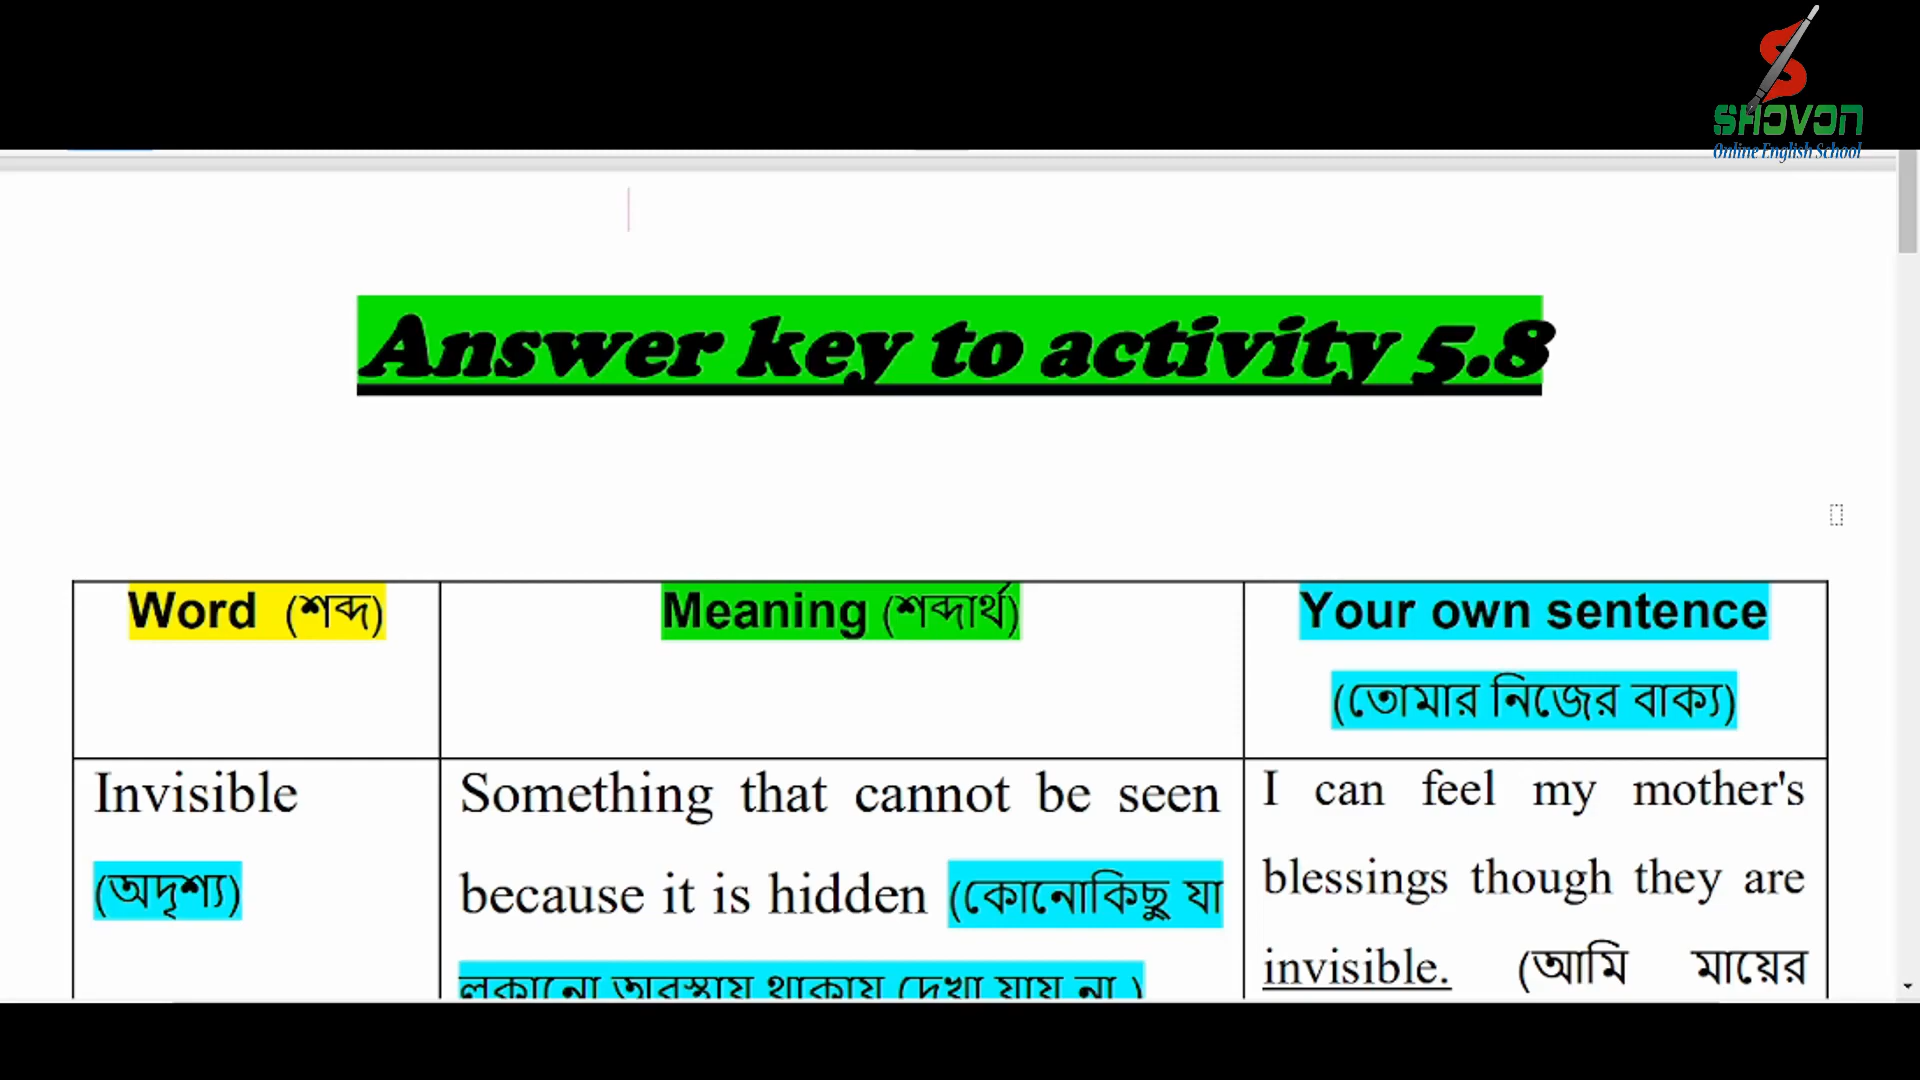 SHOVON
Online English School
Answer key to activity 5.8
Word (শব্দ)
Meaning (শব্দার্থ)
Your own sentence
(তোমার নিজের বাক্য)
Invisible
(অদৃশ্য)
Something that cannot be seen
because it is hidden (কোনোকিছু যা
লুকানো অবস্থায় থাকায় দেখা যায় না )
I can feel my mother's
blessings though they are
invisible. (আমি মায়ের